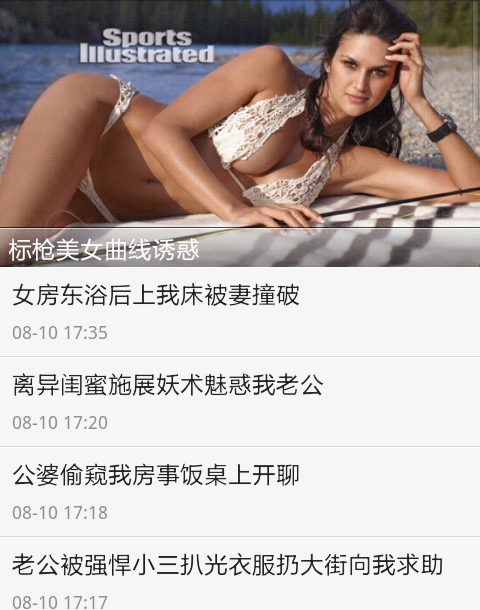 Sports
Illustrated
标枪美女曲线诱惑
女房东浴后上我床被妻撞破
08-10 17:35
离异闺蜜施展妖术魅惑我老公
08-10 17:20
公婆偷窥我房事饭桌上开聊
08-10 17:18
老公被强悍小三扒光衣服扔大街向我求助
08-10 17:17